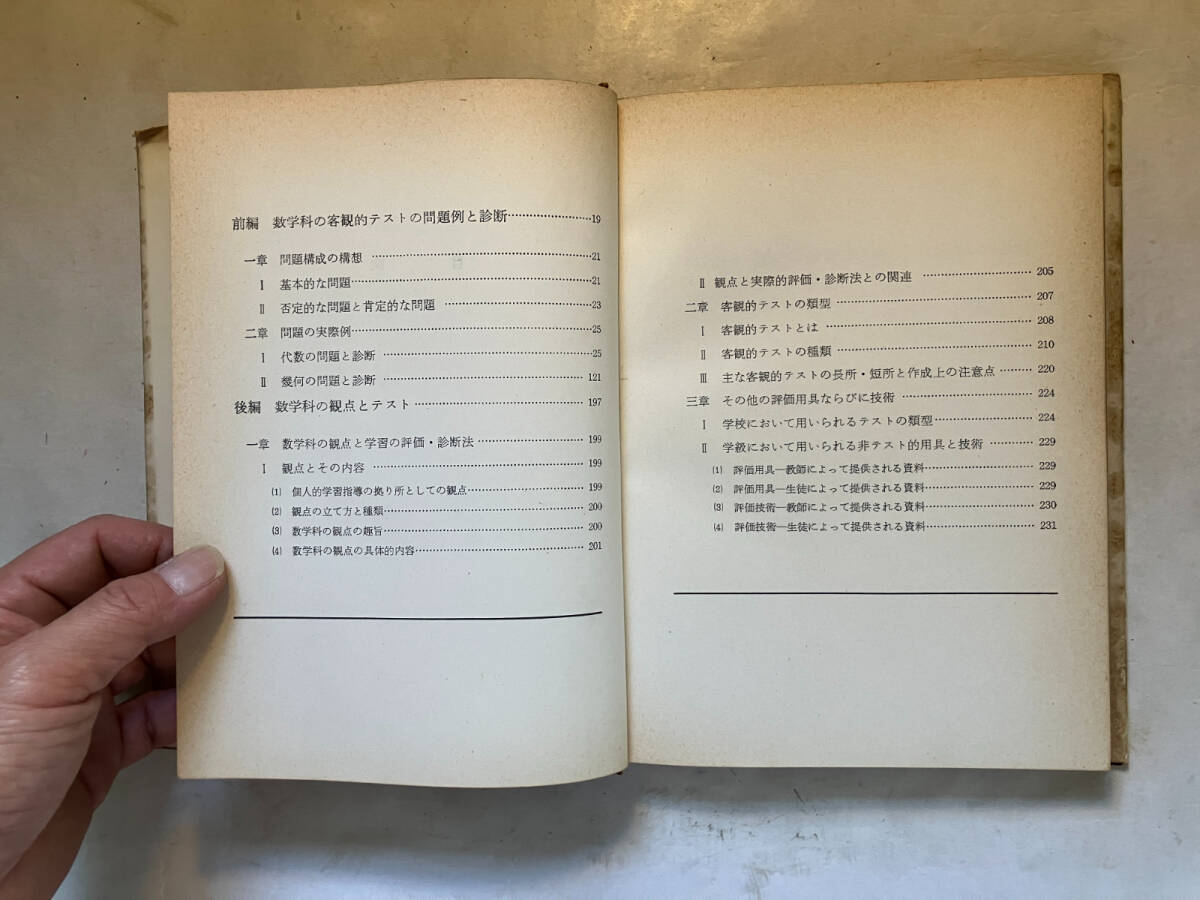 前編　数学科の客観的テストの問題例と診断……………………19
一章　問題構成の構想……………………21
Ⅰ　基本的な問題……………………21
Ⅱ　否定的な問題と肯定的な問題……………………23
二章　問題の実際例……………………25
Ⅰ　代数の問題と診断……………………25
Ⅱ　幾何の問題と診断……………………121
後編　数学科の観点とテスト……………………197
一章　数学科の観点と学習の評価・診断法……………………199
Ⅰ　観点とその内容……………………199
⑴　個人的学習指導の拠り所としての観点……………………199
⑵　観点の立て方と種類……………………200
⑶　数学科の観点の趣旨……………………200
⑷　数学科の観点の具体的内容……………………201
Ⅱ　観点と実際的評価・診断法との関連……………………205
二章　客観的テストの類型……………………207
Ⅰ　客観的テストとは……………………208
Ⅱ　客観的テストの種類……………………210
Ⅲ　主な客観的テストの長所・短所と作成上の注意点………220
三章　その他の評価用具ならびに技術……………………224
Ⅰ　学校において用いられるテストの類型……………………224
Ⅱ　学級において用いられる非テスト的用具と技術……………229
⑴　評価用具―教師によって提供される資料……………………229
⑵　評価用具―生徒によって提供される資料……………………229
⑶　評価技術―教師によって提供される資料……………………230
⑷　評価技術―生徒によって提供される資料……………………231